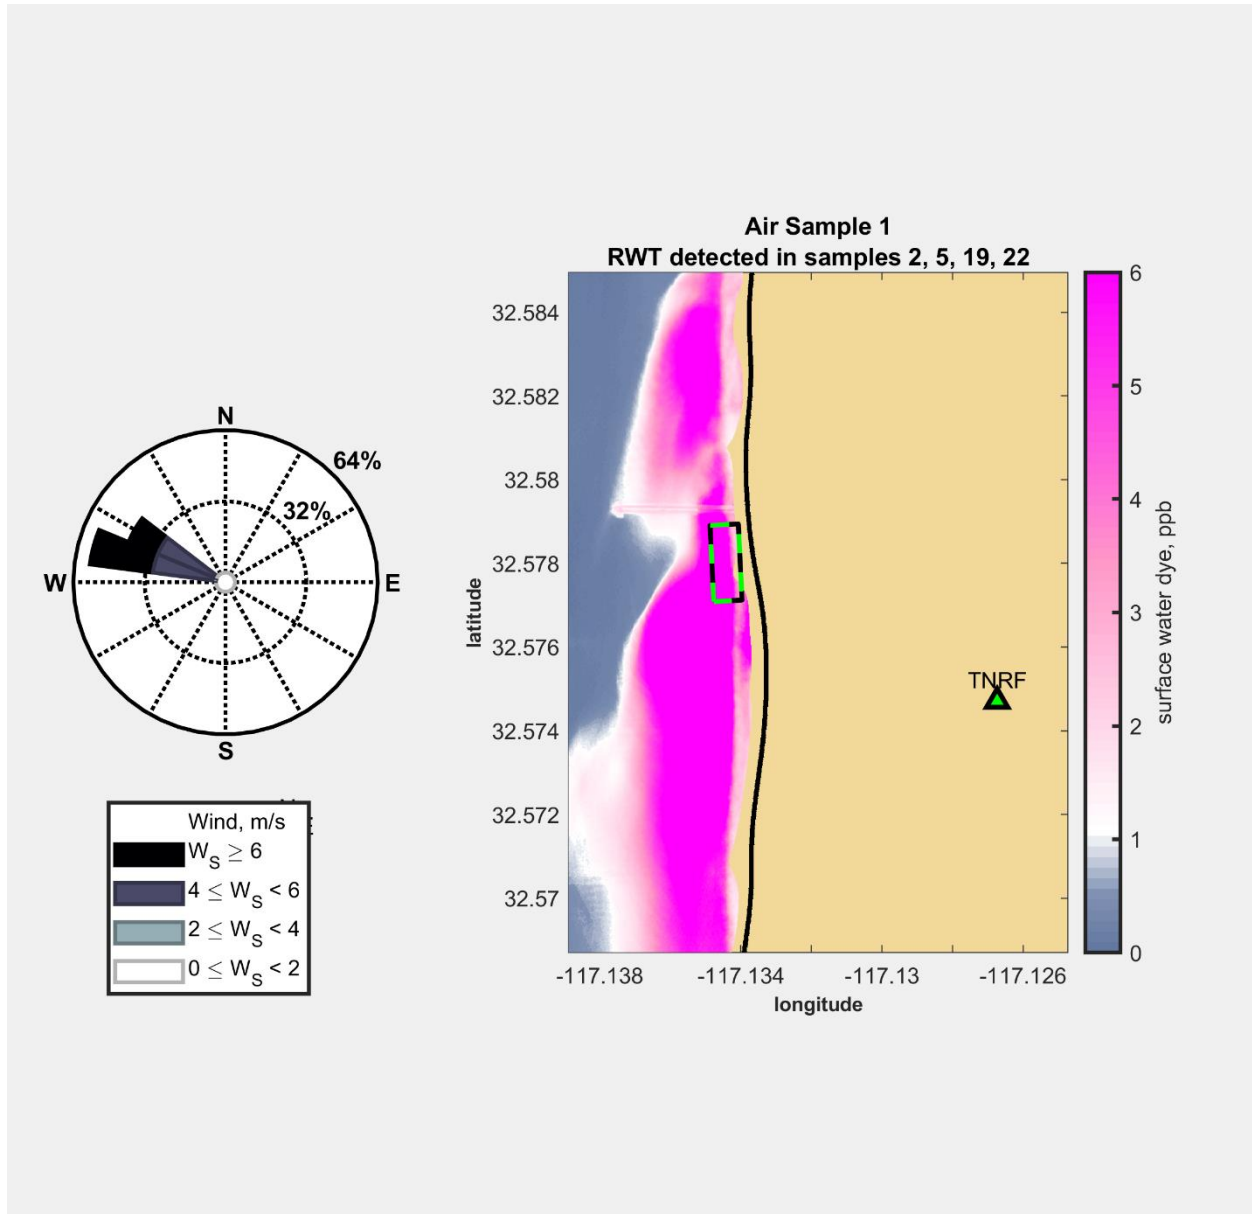 Air Sample 1
RWT detected in samples 2, 5, 19, 22
N
64%
32%
W
E
S
Wind, m/s
W_S ≥ 6
4 ≤ W_S < 6
2 ≤ W_S < 4
0 ≤ W_S < 2
latitude
32.584
32.582
32.58
32.578
32.576
32.574
32.572
32.57
TNRF
-117.138
-117.134
-117.13
-117.126
longitude
6
5
4
3
2
1
0
surface water dye, ppb